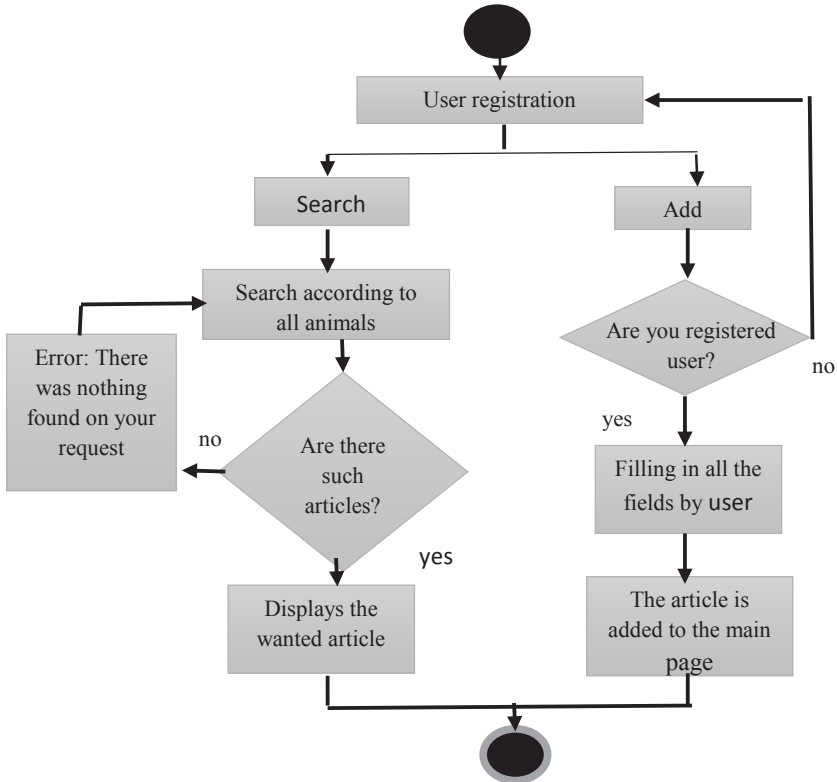 User registration
Search
Add
Search according to
all animals
Are you registered
user?
no
Error: There
was nothing
found on your
request
no
Are there
such
articles?
yes
yes
Filling in all the
fields by user
Displays the
wanted article
The article is
added to the main
page